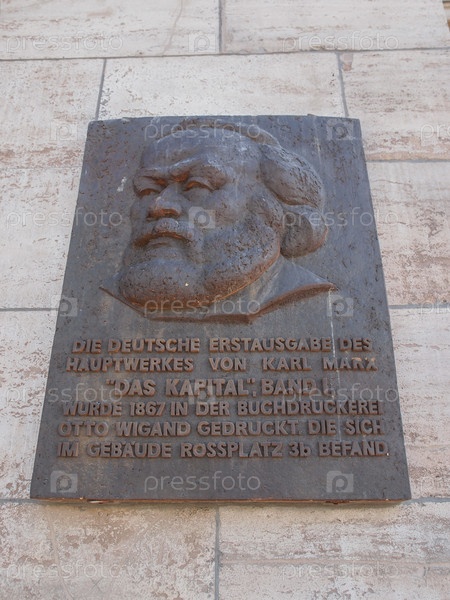 DIE DEUTSCHE ERSTAUSGABE DES
HAUPTWERKES VON KARL MARX
"DAS KAPITAL", BAND I,
WURDE 1867 IN DER BUCHDRUCKEREI
OTTO WIGAND GEDRUCKT, DIE SICH
IM GEBÄUDE ROSSPLATZ 3b BEFAND.